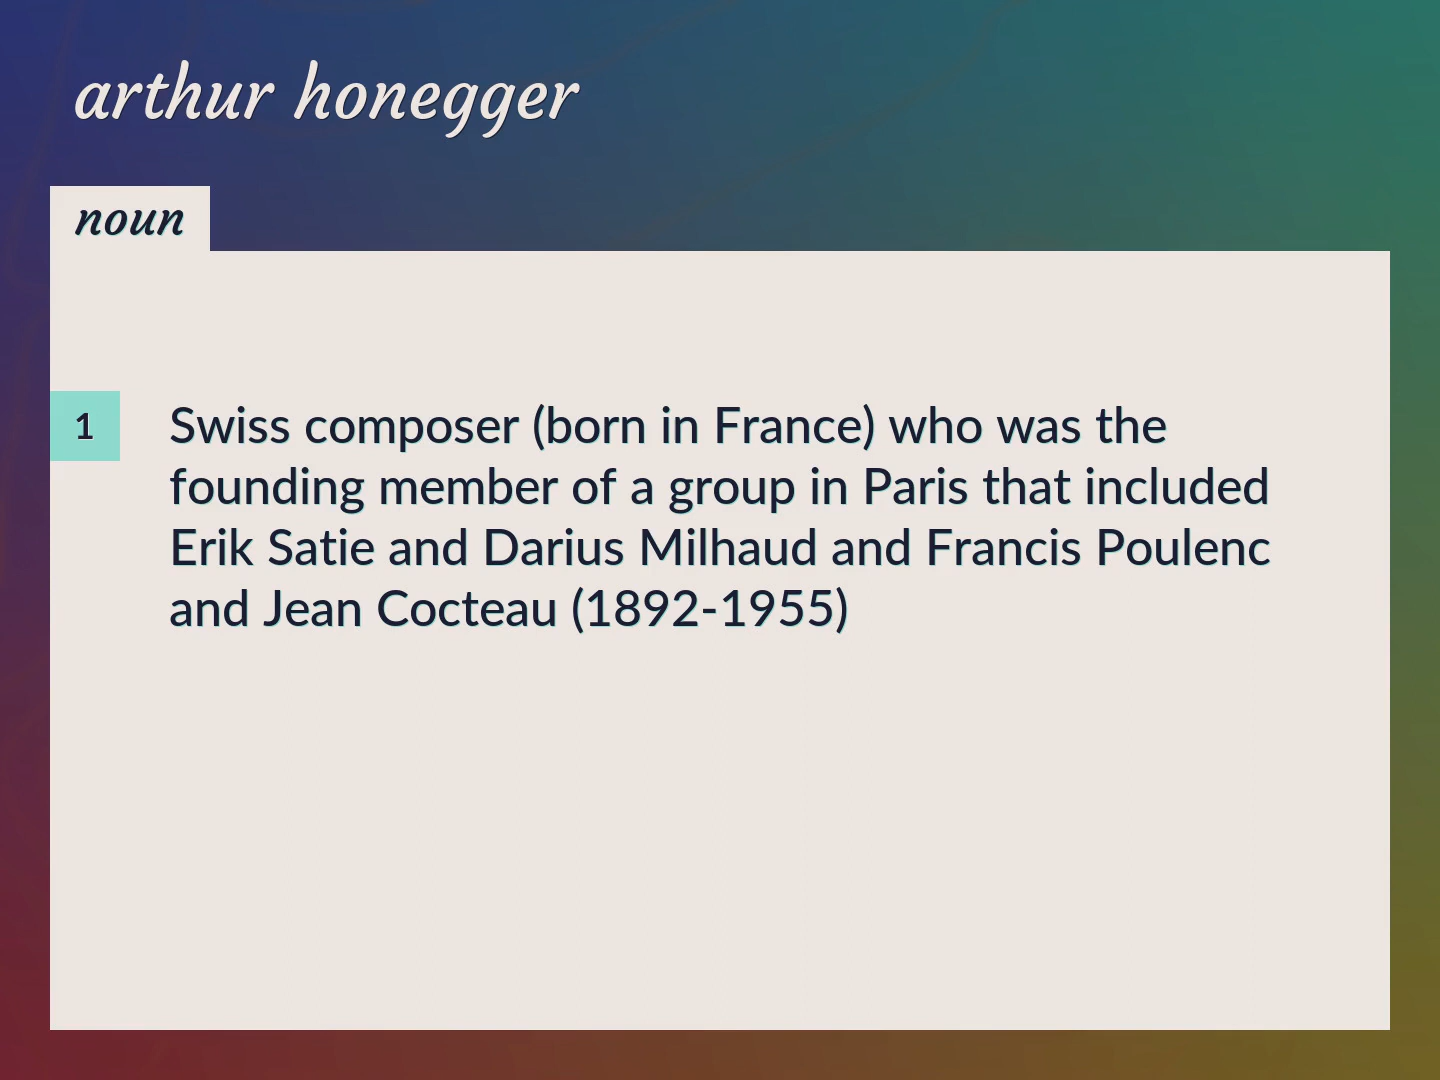 arthur honegger
noun
1
Swiss composer (born in France) who was the
founding member of a group in Paris that included
Erik Satie and Darius Milhaud and Francis Poulenc
and Jean Cocteau (1892-1955)